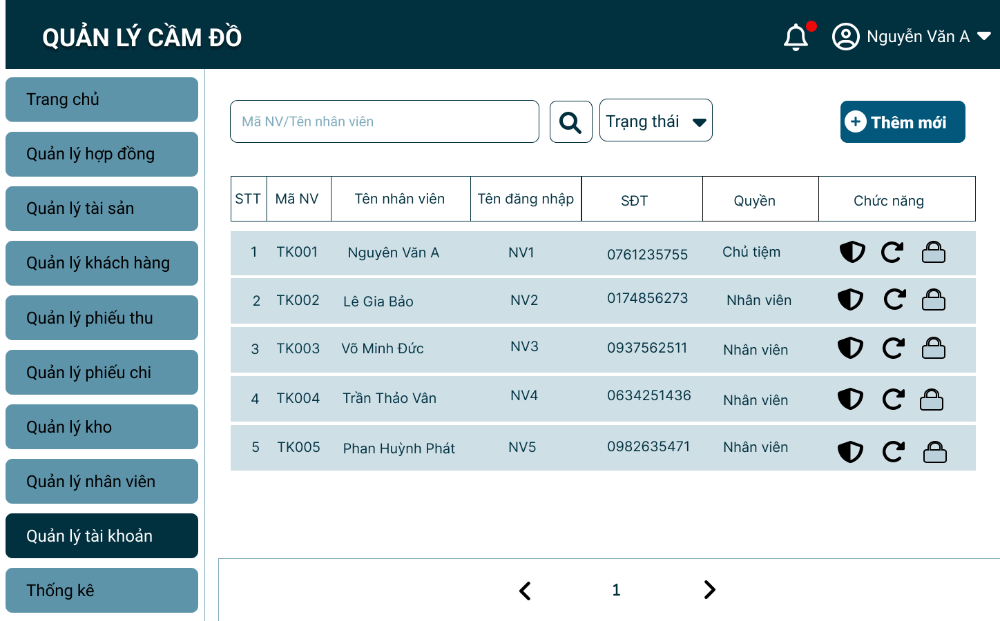 QUẢN LÝ CẦM ĐỒ
Nguyễn Văn A
Trang chủ
Quản lý hợp đồng
Quản lý tài sản
Quản lý khách hàng
Quản lý phiếu thu
Quản lý phiếu chi
Quản lý kho
Quản lý nhân viên
Quản lý tài khoản
Thống kê
Mã NV/Tên nhân viên
Trạng thái
Thêm mới
STT Mã NV Tên nhân viên Tên đăng nhập SĐT Quyền Chức năng
1 TK001 Nguyên Văn A NV1 0761235755 Chủ tiệm
2 TK002 Lê Gia Bảo NV2 0174856273 Nhân viên
3 TK003 Võ Minh Đức NV3 0937562511 Nhân viên
4 TK004 Trần Thảo Vân NV4 0634251436 Nhân viên
5 TK005 Phan Huỳnh Phát NV5 0982635471 Nhân viên
1